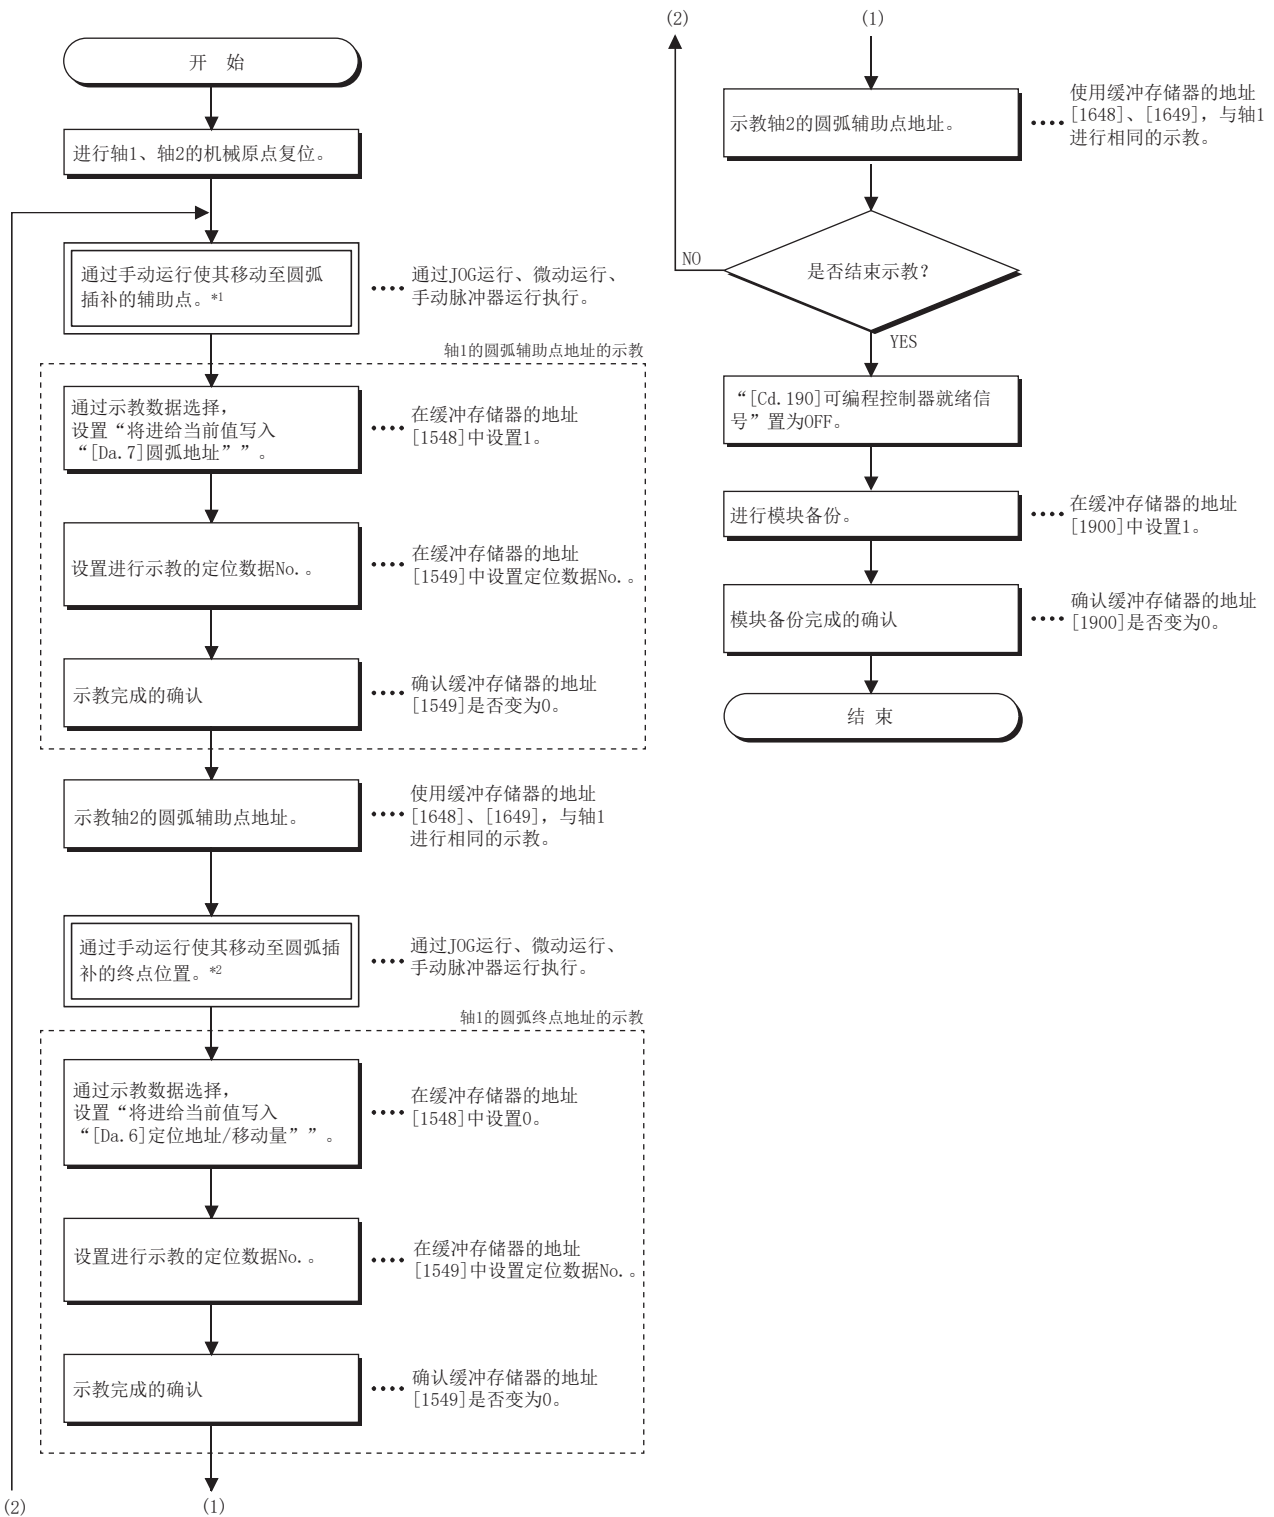 开 始
进行轴1、轴2的机械原点复位。
通过手动运行使其移动至圆弧
插补的辅助点。*1
通过JOG运行、微动运行、
手动脉冲器运行执行。
轴1的圆弧辅助点地址的示教
通过示教数据选择，
设置“将进给当前值写入
“[Da.7]圆弧地址””。
在缓冲存储器的地址
[1548]中设置1。
设置进行示教的定位数据No.。
在缓冲存储器的地址
[1549]中设置定位数据No.。
示教完成的确认
确认缓冲存储器的地址
[1549]是否变为0。
示教轴2的圆弧辅助点地址。
使用缓冲存储器的地址
[1648]、[1649]，与轴1
进行相同的示教。
通过手动运行使其移动至圆弧插
补的终点位置。*2
通过JOG运行、微动运行、
手动脉冲器运行执行。
轴1的圆弧终点地址的示教
通过示教数据选择，
设置“将进给当前值写入
“[Da.6]定位地址/移动量””。
在缓冲存储器的地址
[1548]中设置0。
设置进行示教的定位数据No.。
在缓冲存储器的地址
[1549]中设置定位数据No.。
示教完成的确认
确认缓冲存储器的地址
[1549]是否变为0。
(2)
(1)
(2)
(1)
示教轴2的圆弧辅助点地址。
使用缓冲存储器的地址
[1648]、[1649]，与轴1
进行相同的示教。
是否结束示教？
NO
YES
“[Cd.190]可编程控制器就绪信
号”置为OFF。
进行模块备份。
在缓冲存储器的地址
[1900]中设置1。
模块备份完成的确认
确认缓冲存储器的地址
[1900]是否变为0。
结 束